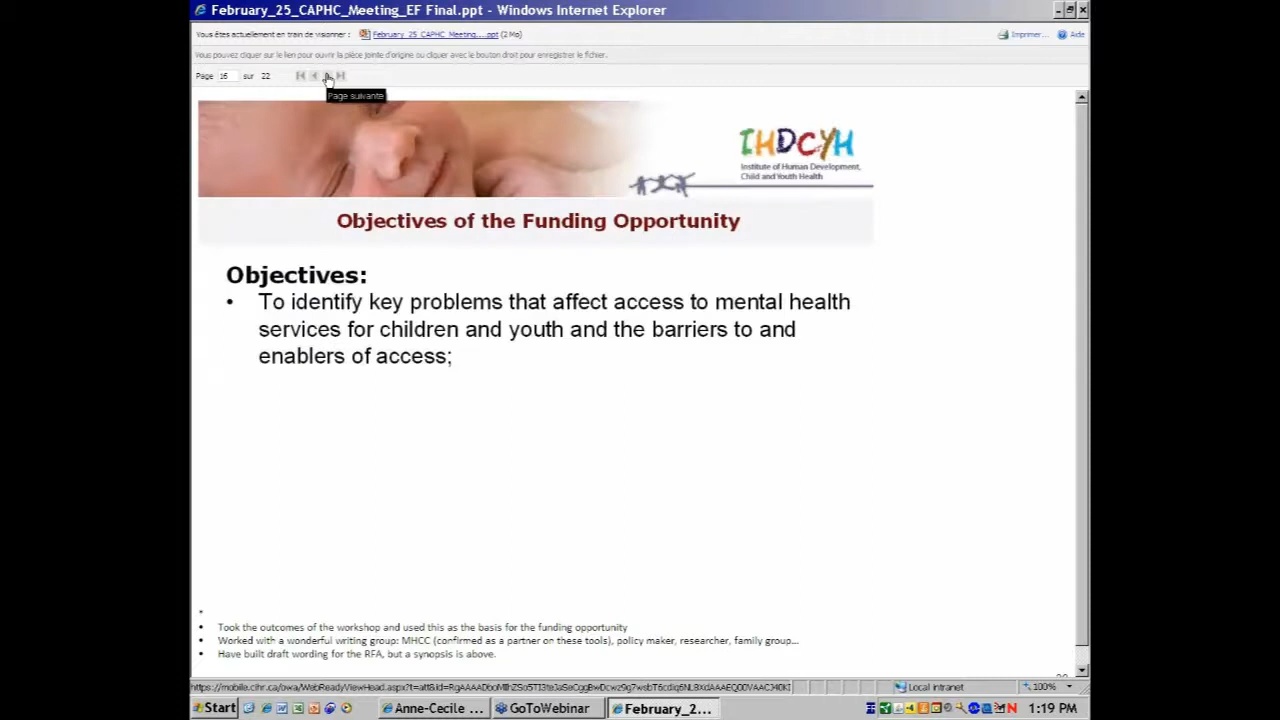 February_25_CAPHC_Meeting_EF Final.ppt - Windows Internet Explorer
Vous êtes actuellement en train de visionner : February_25_CAPHC_Meeting....ppt (2 Mo) Imprimer... Aide
Vous pouvez cliquer sur le lien pour ouvrir la pièce jointe d'origine ou cliquer avec le bouton droit pour enregistrer le fichier.
Page 16 sur 22
Page suivante
IHDCYH
Institute of Human Development,
Child and Youth Health
Objectives of the Funding Opportunity
Objectives:
• To identify key problems that affect access to mental health
services for children and youth and the barriers to and
enablers of access;
•
• Took the outcomes of the workshop and used this as the basis for the funding opportunity
• Worked with a wonderful writing group: MHCC (confirmed as a partner on these tools), policy maker, researcher, family group...
• Have built draft wording for the RFA, but a synopsis is above.
Local intranet 100%
Start Anne-Cecile ... GoToWebinar February_2... 1:19 PM